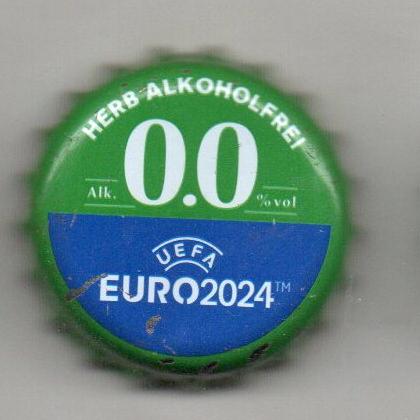 HERB ALKOHOLFREI
Alk. 0.0 % vol
UEFA
EURO2024™